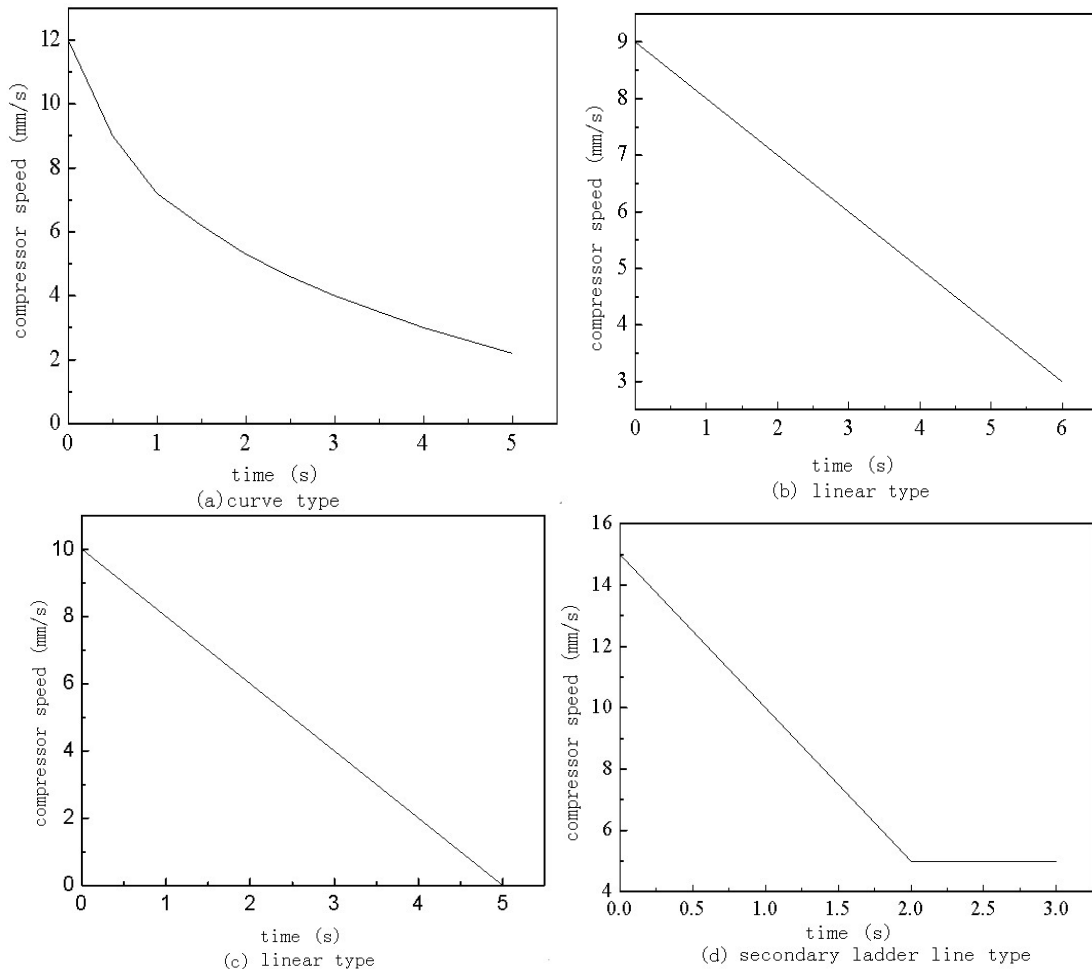 compressor speed (mm/s)
12
10
8
6
4
2
0
0 1 2 3 4 5
time (s)
(a)curve type
compressor speed (mm/s)
9
8
7
6
5
4
3
0 1 2 3 4 5 6
time (s)
(b) linear type
compressor speed (mm/s)
10
8
6
4
2
0
0 1 2 3 4 5
time (s)
(c) linear type
compressor speed (mm/s)
16
14
12
10
8
6
4
0.0 0.5 1.0 1.5 2.0 2.5 3.0
time (s)
(d) secondary ladder line type